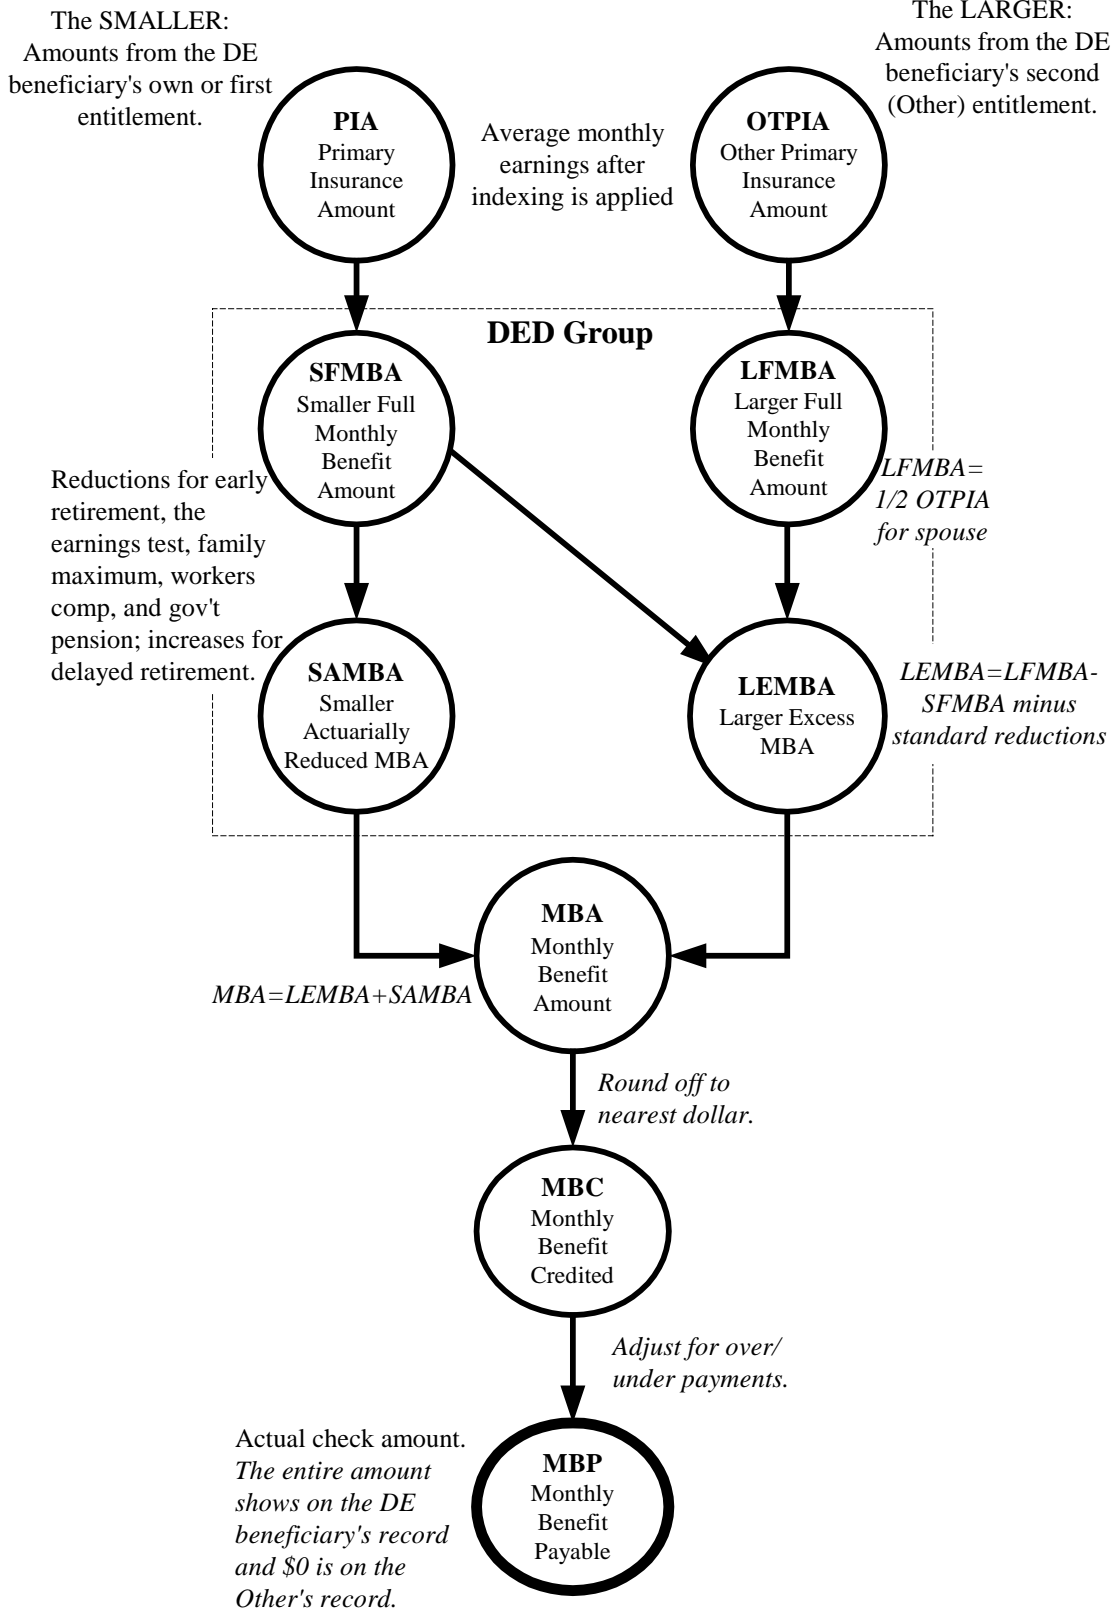 The SMALLER:
Amounts from the DE
beneficiary's own or first
entitlement.
The LARGER:
Amounts from the DE
beneficiary's second
(Other) entitlement.
PIA
Primary
Insurance
Amount
Average monthly
earnings after
indexing is applied
OTPIA
Other Primary
Insurance
Amount
DED Group
SFMBA
Smaller Full
Monthly
Benefit
Amount
LFMBA
Larger Full
Monthly
Benefit
Amount
LFMBA=
1/2 OTPIA
for spouse
Reductions for early
retirement, the
earnings test, family
maximum, workers
comp, and gov't
pension; increases for
delayed retirement.
SAMBA
Smaller
Actuarially
Reduced MBA
LEMBA
Larger Excess
MBA
LEMBA=LFMBA-
SFMBA minus
standard reductions
MBA
Monthly
Benefit
Amount
MBA=LEMBA+SAMBA
Round off to
nearest dollar.
MBC
Monthly
Benefit
Credited
Adjust for over/
under payments.
Actual check amount.
The entire amount
shows on the DE
beneficiary's record
and $0 is on the
Other's record.
MBP
Monthly
Benefit
Payable